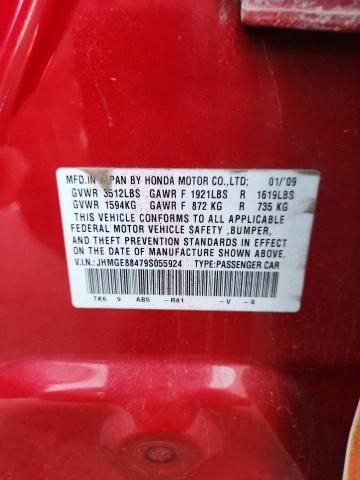 MFD.IN JAPAN BY HONDA MOTOR CO.,LTD; 01/'09
GVWR 3512LBS GAWR F 1921LBS R 1619LBS
GVWR 1594KG GAWR F 872 KG R 735 KG
THIS VEHICLE CONFORMS TO ALL APPLICABLE
FEDERAL MOTOR VEHICLE SAFETY ,BUMPER,
AND THEFT PREVENTION STANDARDS IN EFFECT
ON THE DATE OF MANUFACTURE SHOWN ABOVE.
V.I.N.: JHMGE88479S055924 TYPE:PASSENGER CAR
TK6 9 AB5 -R81 -V -S